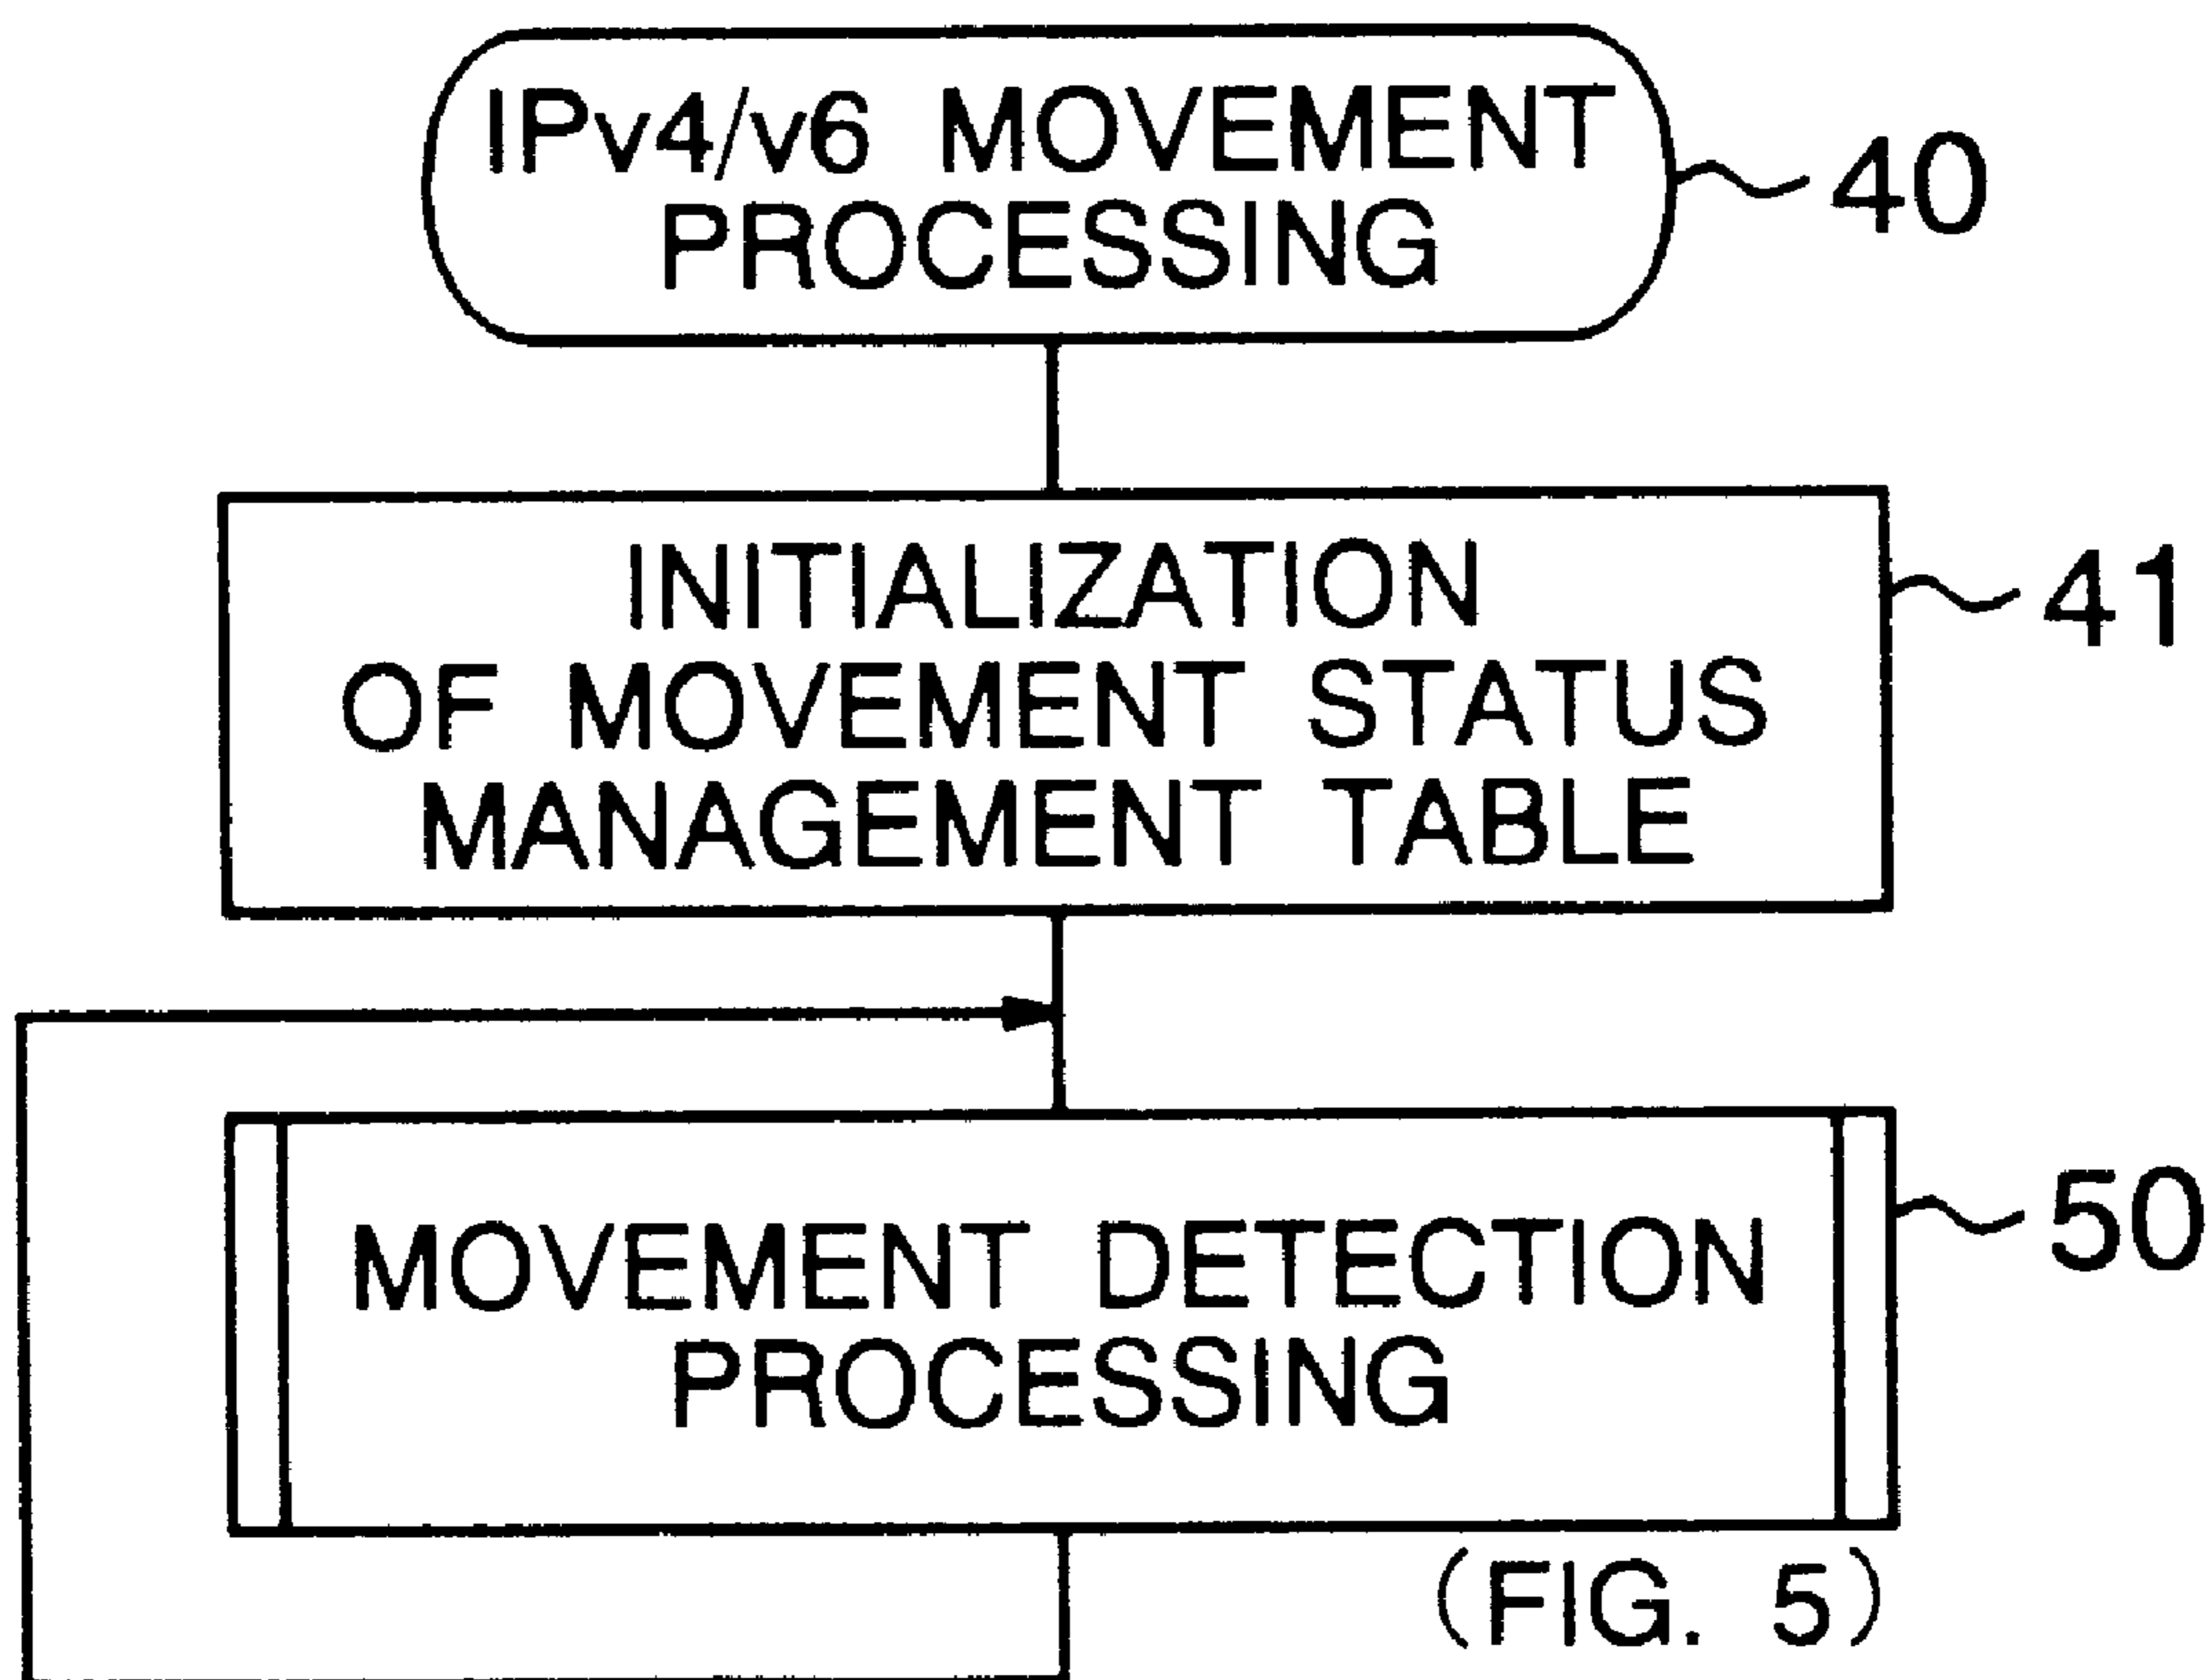 IPv4/v6 MOVEMENT
PROCESSING
40
INITIALIZATION
OF MOVEMENT STATUS
MANAGEMENT TABLE
41
MOVEMENT DETECTION
PROCESSING
50
(FIG. 5)